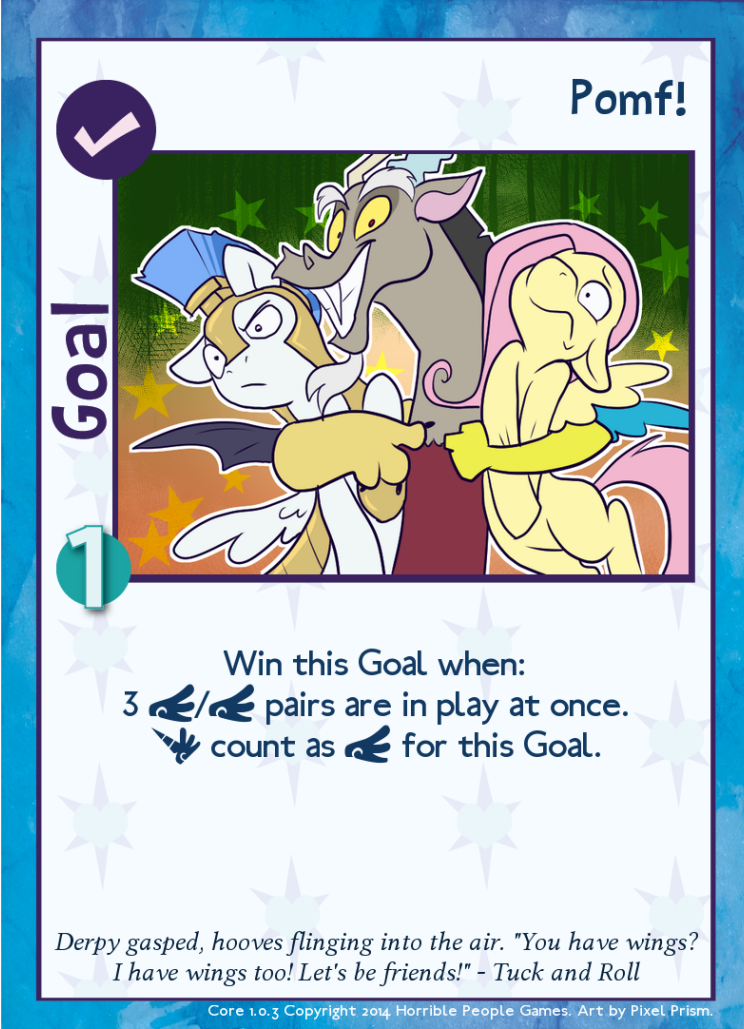 Pomf!
Goal
1
Win this Goal when:
3 / pairs are in play at once.
count as for this Goal.
Derpy gasped, hooves flinging into the air. "You have wings?
I have wings too! Let's be friends!" - Tuck and Roll
Core 1.0.3 Copyright 2014 Horrible People Games. Art by Pixel Prism.